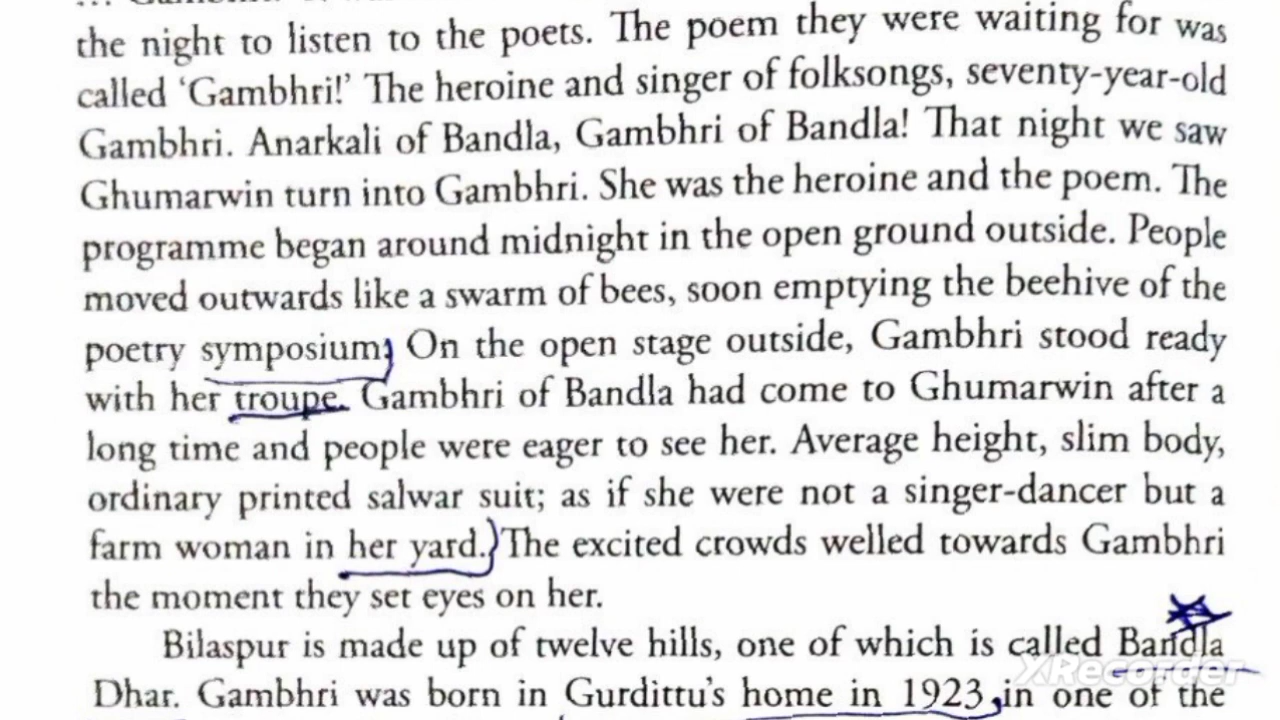 the night to listen to the poets. The poem they were waiting for was
called ‘Gambhri!’ The heroine and singer of folksongs, seventy-year-old
Gambhri. Anarkali of Bandla, Gambhri of Bandla! That night we saw
Ghumarwin turn into Gambhri. She was the heroine and the poem. The
programme began around midnight in the open ground outside. People
moved outwards like a swarm of bees, soon emptying the beehive of the
poetry symposium. On the open stage outside, Gambhri stood ready
with her troupe. Gambhri of Bandla had come to Ghumarwin after a
long time and people were eager to see her. Average height, slim body,
ordinary printed salwar suit; as if she were not a singer-dancer but a
farm woman in her yard. The excited crowds welled towards Gambhri
the moment they set eyes on her.
Bilaspur is made up of twelve hills, one of which is called Bandla
XRecorder
Dhar. Gambhri was born in Gurdittu’s home in 1923, in one of the